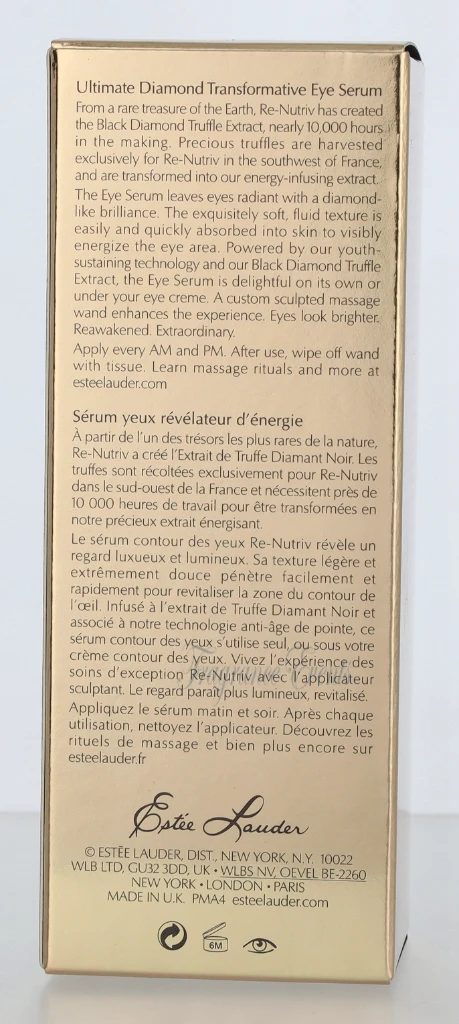 Ultimate Diamond Transformative Eye Serum
From a rare treasure of the Earth, Re-Nutriv has created
the Black Diamond Truffle Extract, nearly 10,000 hours
in the making. Precious truffles are harvested
exclusively for Re-Nutriv in the southwest of France,
and are transformed into our energy-infusing extract.
The Eye Serum leaves eyes radiant with a diamond-
like brilliance. The exquisitely soft, fluid texture is
easily and quickly absorbed into skin to visibly
energize the eye area. Powered by our youth-
sustaining technology and our Black Diamond Truffle
Extract, the Eye Serum is delightful on its own or
under your eye creme. A custom sculpted massage
wand enhances the experience. Eyes look brighter.
Reawakened. Extraordinary.
Apply every AM and PM. After use, wipe off wand
with tissue. Learn massage rituals and more at
esteelauder.com
Sérum yeux révélateur d'énergie
À partir de l'un des trésors les plus rares de la nature,
Re-Nutriv a créé l'Extrait de Truffe Diamant Noir. Les
truffes sont récoltées exclusivement pour Re-Nutriv
dans le sud-ouest de la France et nécessitent près de
10 000 heures de travail pour être transformées en
notre précieux extrait énergisant.
Le sérum contour des yeux Re-Nutriv révèle un
regard luxueux et lumineux. Sa texture légère et
extrêmement douce pénètre facilement et
rapidement pour revitaliser la zone du contour de
l'œil. Infusé à l'extrait de Truffe Diamant Noir et
associé à notre technologie anti-âge de pointe, ce
sérum contour des yeux s'utilise seul, ou sous votre
crème contour des yeux. Vivez l'expérience des
soins d'exception Re-Nutriv avec l'applicateur
sculptant. Le regard paraît plus lumineux, revitalisé.
Appliquez le sérum matin et soir. Après chaque
utilisation, nettoyez l'applicateur. Découvrez les
rituels de massage et bien plus encore sur
esteelauder.fr
Estée Lauder
© ESTÉE LAUDER, DIST., NEW YORK, N.Y. 10022
WLB LTD, GU32 3DD, UK • WLBS NV, OEVEL BE-2260
NEW YORK • LONDON • PARIS
MADE IN U.K. PMA4 esteelauder.com
6M